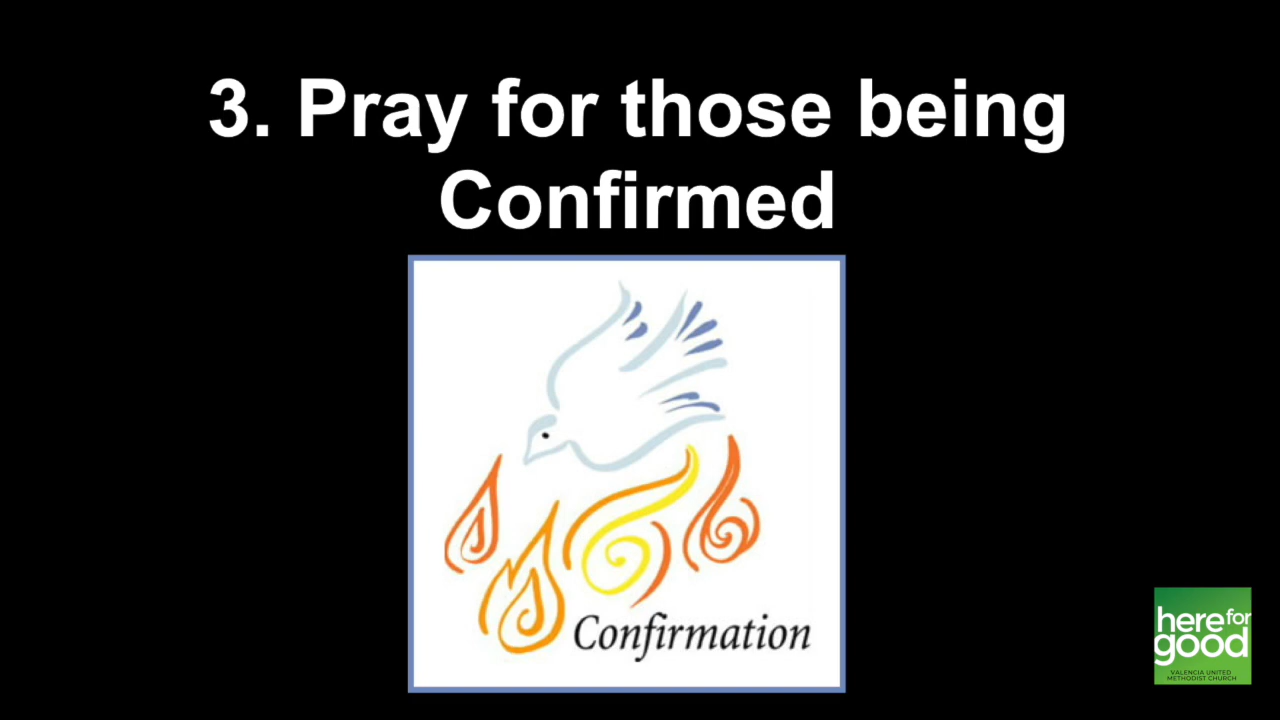 3. Pray for those being
Confirmed
Confirmation
here for
good
VALENCIA UNITED
METHODIST CHURCH